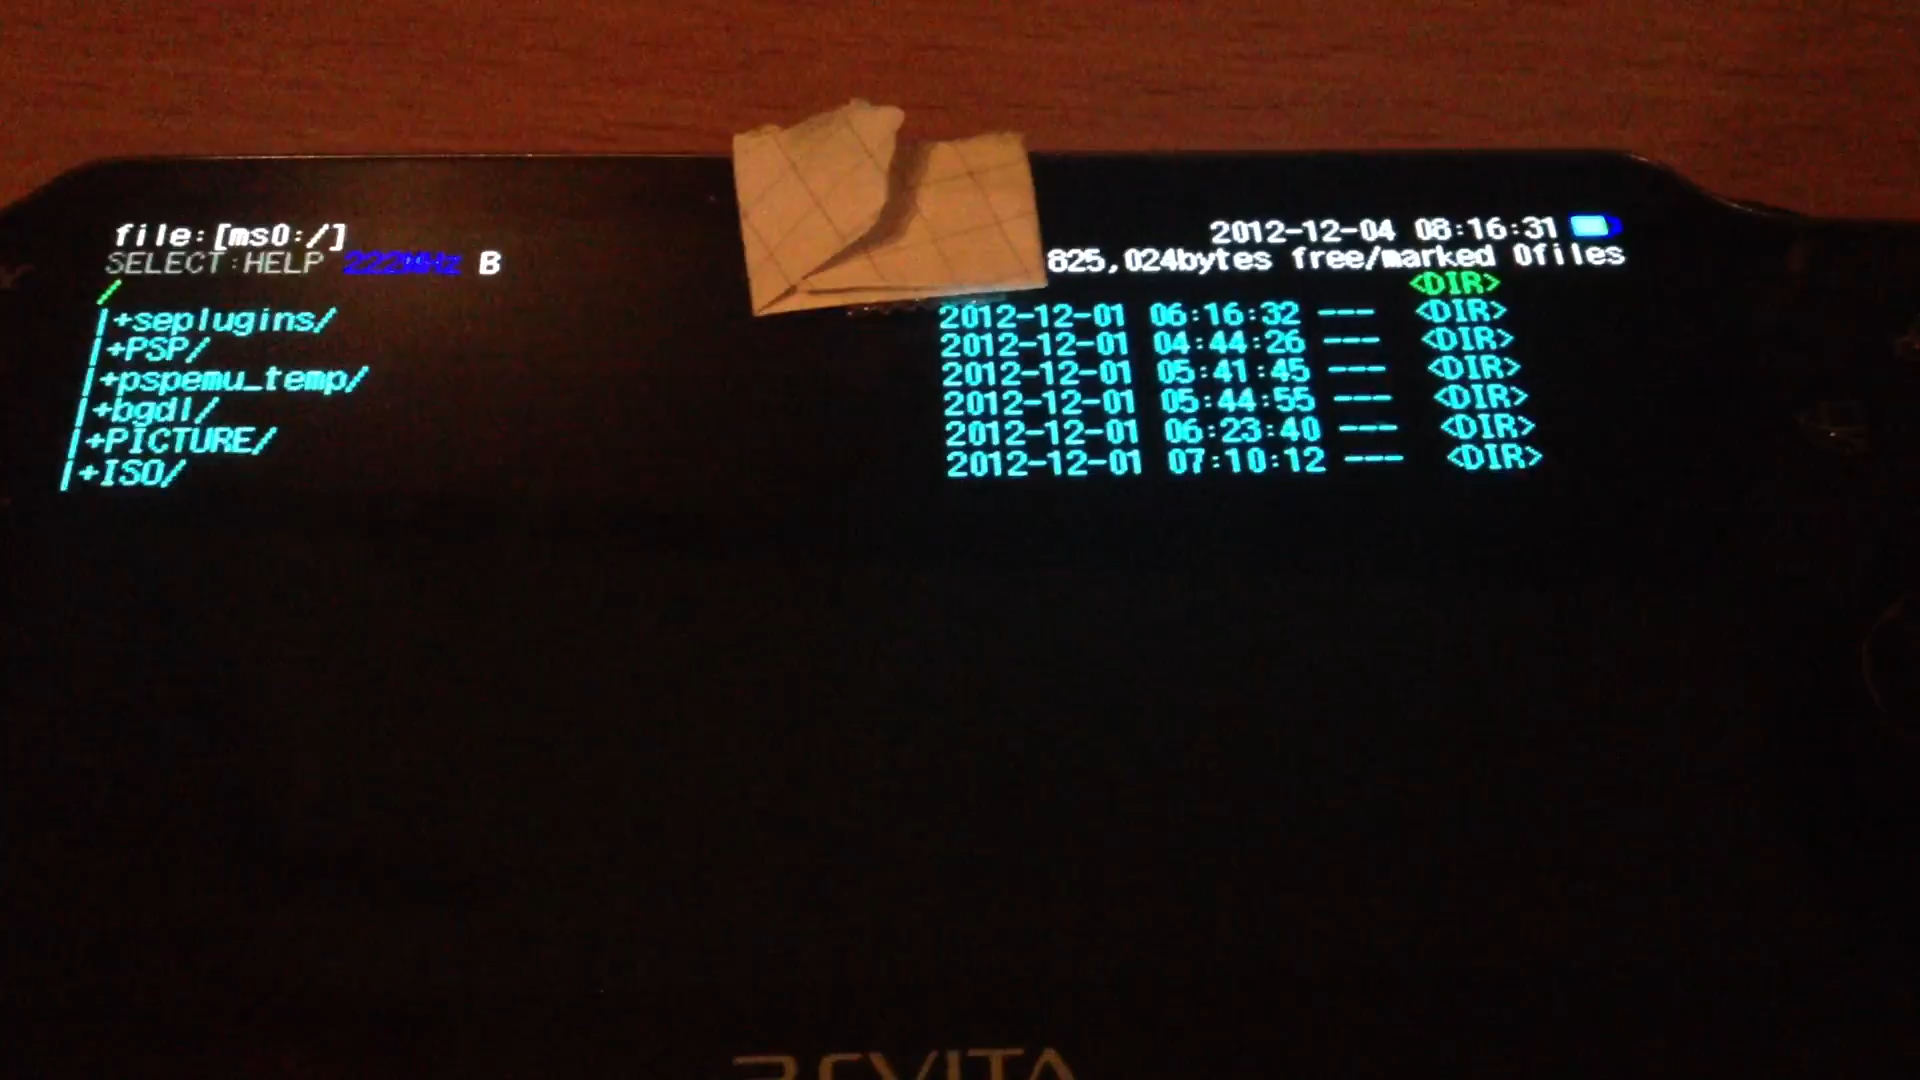 file:[ms0:/] 2012-12-04 08:16:31
SELECT:HELP 222MHz B 825,024bytes free/marked 0files
/ <DIR>
|+seplugins/ 2012-12-01 06:16:32 --- <DIR>
|+PSP/ 2012-12-01 04:44:26 --- <DIR>
|+pspemu_temp/ 2012-12-01 05:41:45 --- <DIR>
|+bgdl/ 2012-12-01 05:44:55 --- <DIR>
|+PICTURE/ 2012-12-01 06:23:40 --- <DIR>
|+ISO/ 2012-12-01 07:10:12 --- <DIR>
PSVITA